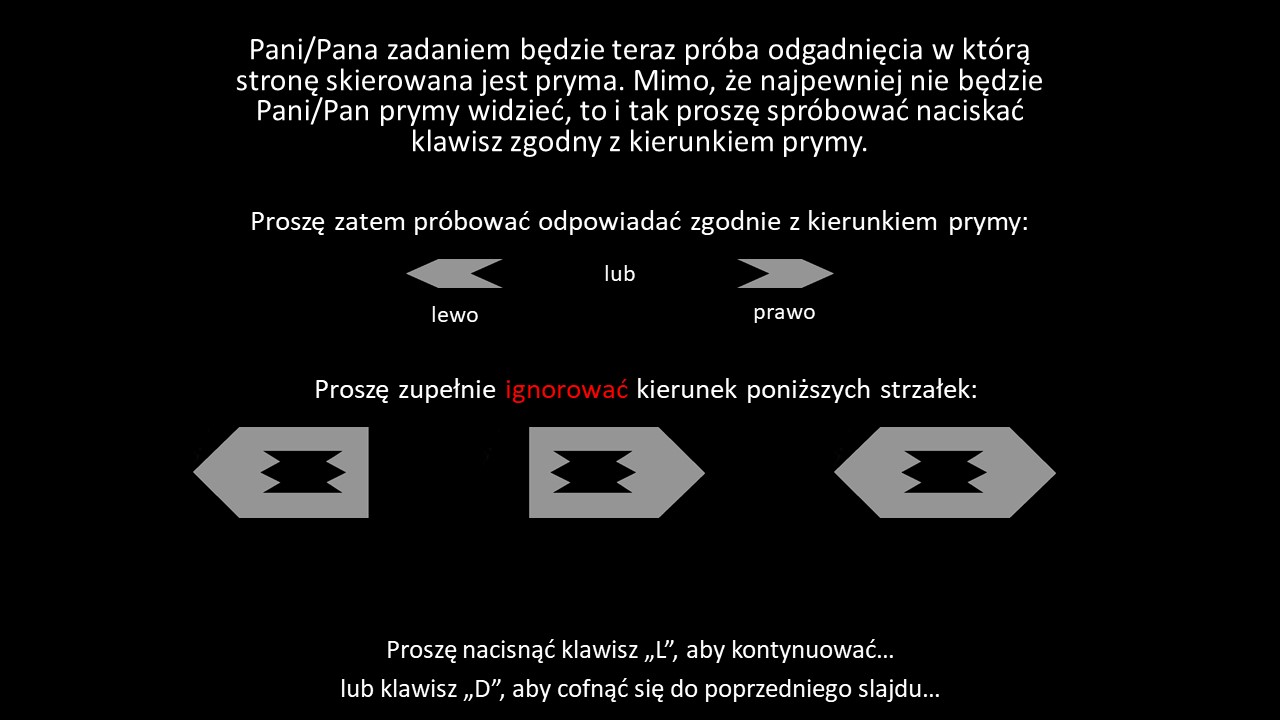 Pani/Pana zadaniem będzie teraz próba odgadnięcia w którą
stronę skierowana jest pryma. Mimo, że najpewniej nie będzie
Pani/Pan prymy widzieć, to i tak proszę spróbować naciskać
klawisz zgodny z kierunkiem prymy.
Proszę zatem próbować odpowiadać zgodnie z kierunkiem prymy:
lub
lewo
prawo
Proszę zupełnie ignorować kierunek poniższych strzałek:
Proszę nacisnąć klawisz „L”, aby kontynuować…
lub klawisz „D”, aby cofnąć się do poprzedniego slajdu…